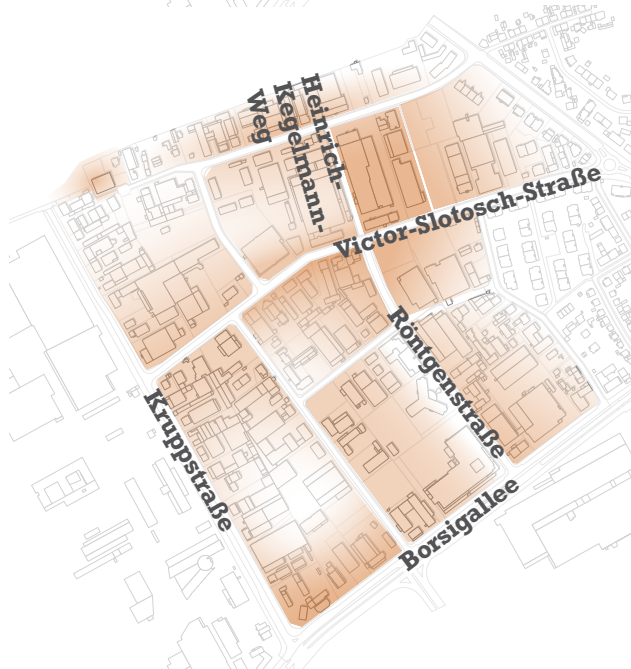 Heinrich-
Kegelmann-
Weg
Victor-Slotosch-Straße
Röntgenstraße
Kruppstraße
Borsigallee